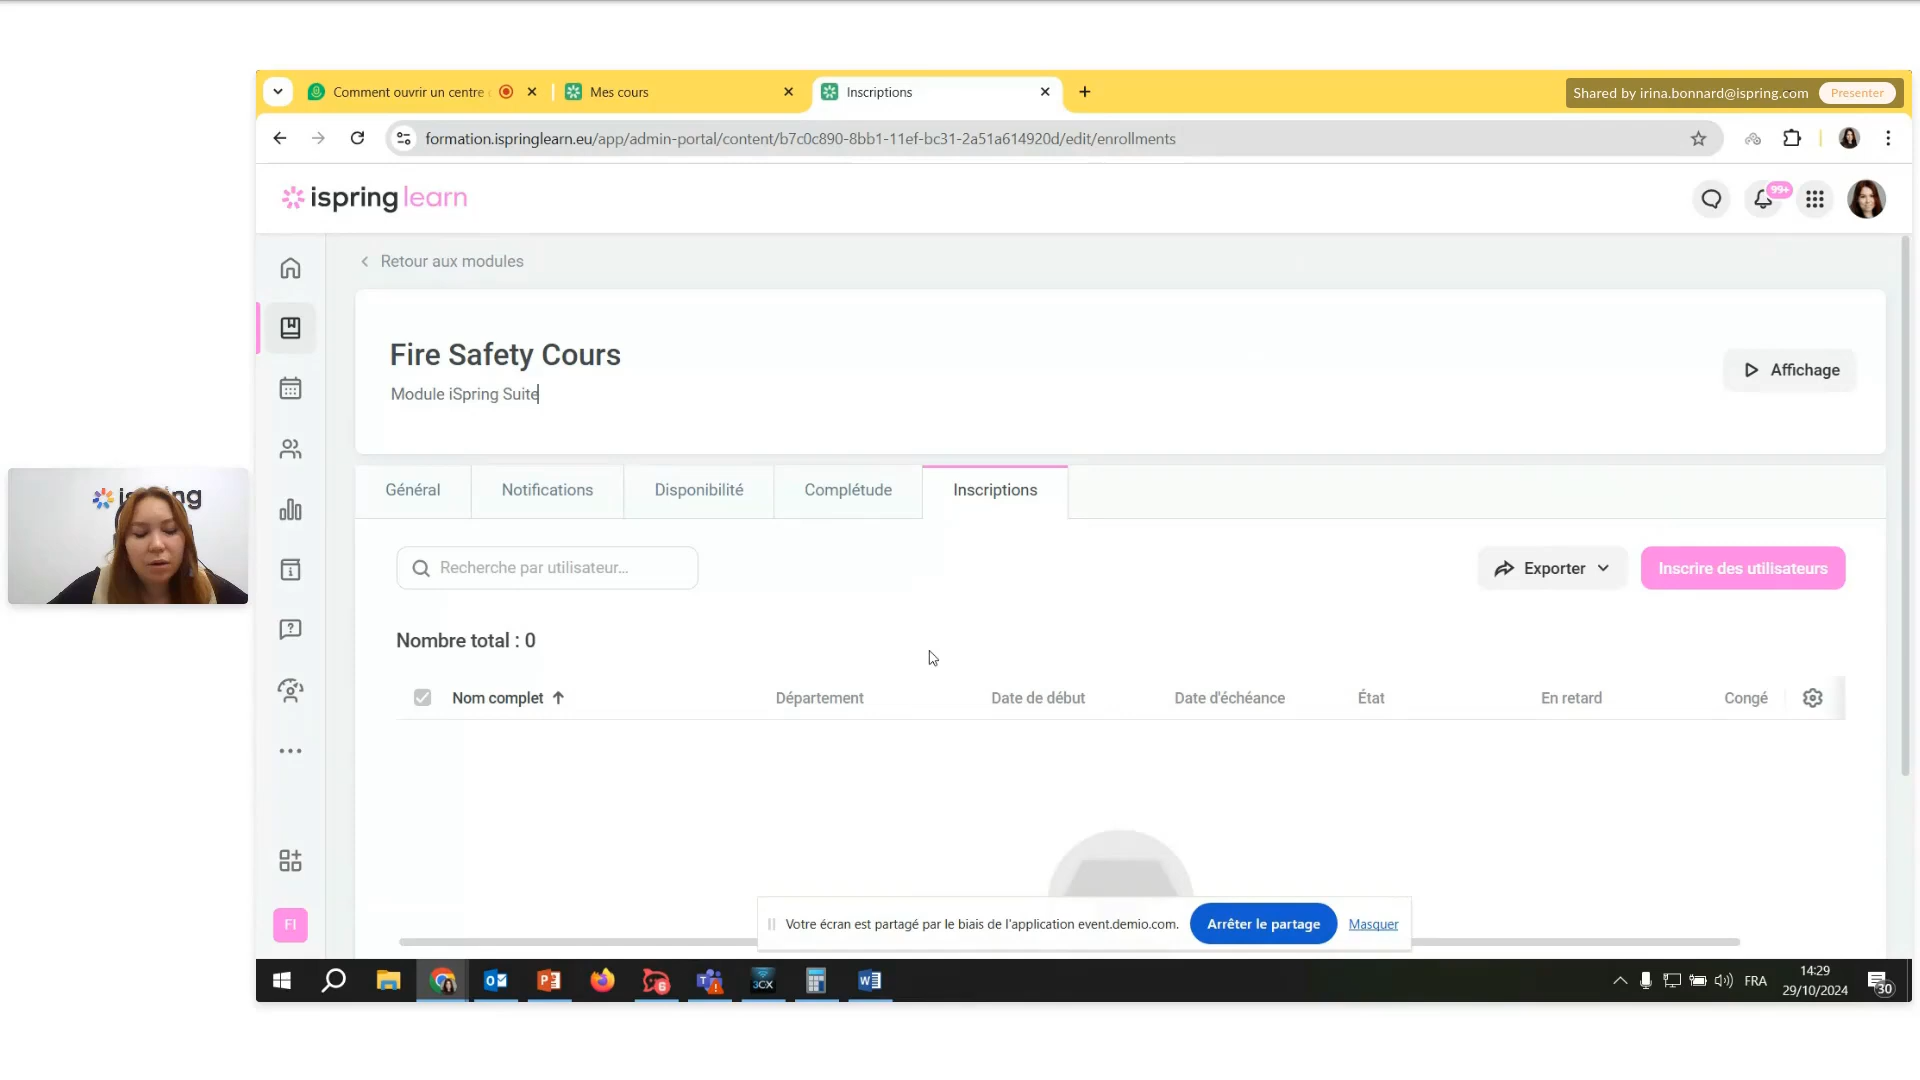 Comment ouvrir un centre
Mes cours
Inscriptions
Shared by irina.bonnard@ispring.com
Presenter
formation.ispringlearn.eu/app/admin-portal/content/b7c0c890-8bb1-11ef-bc31-2a51a614920d/edit/enrollments
ispring learn
99+
Retour aux modules
Fire Safety Cours
Module iSpring Suite
Affichage
Général
Notifications
Disponibilité
Complétude
Inscriptions
Recherche par utilisateur...
Exporter
Inscrire des utilisateurs
Nombre total : 0
Nom complet
Département
Date de début
Date d'échéance
État
En retard
Congé
FI
Votre écran est partagé par le biais de l'application event.demio.com.
Arrêter le partage
Masquer
3CX
FRA
14:29
29/10/2024
30